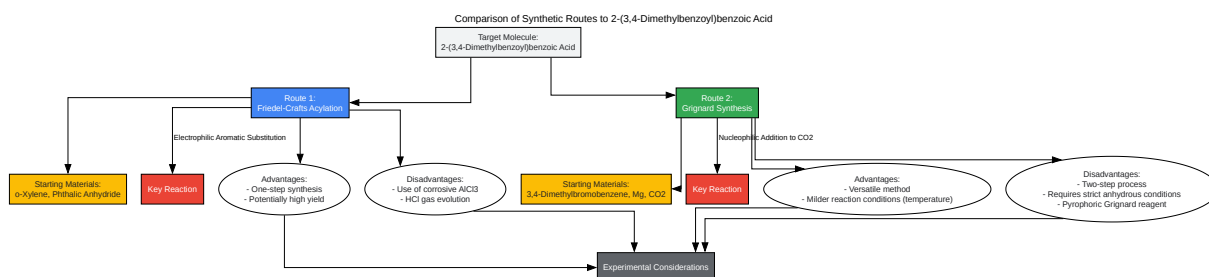 Comparison of Synthetic Routes to 2-(3,4-Dimethylbenzoyl)benzoic Acid
Target Molecule:
2-(3,4-Dimethylbenzoyl)benzoic Acid
Route 1:
Friedel-Crafts Acylation
Route 2:
Grignard Synthesis
Electrophilic Aromatic Substitution
Nucleophilic Addition to CO2
Starting Materials:
o-Xylene, Phthalic Anhydride
Key Reaction
Advantages:
- One-step synthesis
- Potentially high yield
Disadvantages:
- Use of corrosive AlCl3
- HCl gas evolution
Starting Materials:
3,4-Dimethylbromobenzene, Mg, CO2
Key Reaction
Advantages:
- Versatile method
- Milder reaction conditions (temperature)
Disadvantages:
- Two-step process
- Requires strict anhydrous conditions
- Pyrophoric Grignard reagent
Experimental Considerations